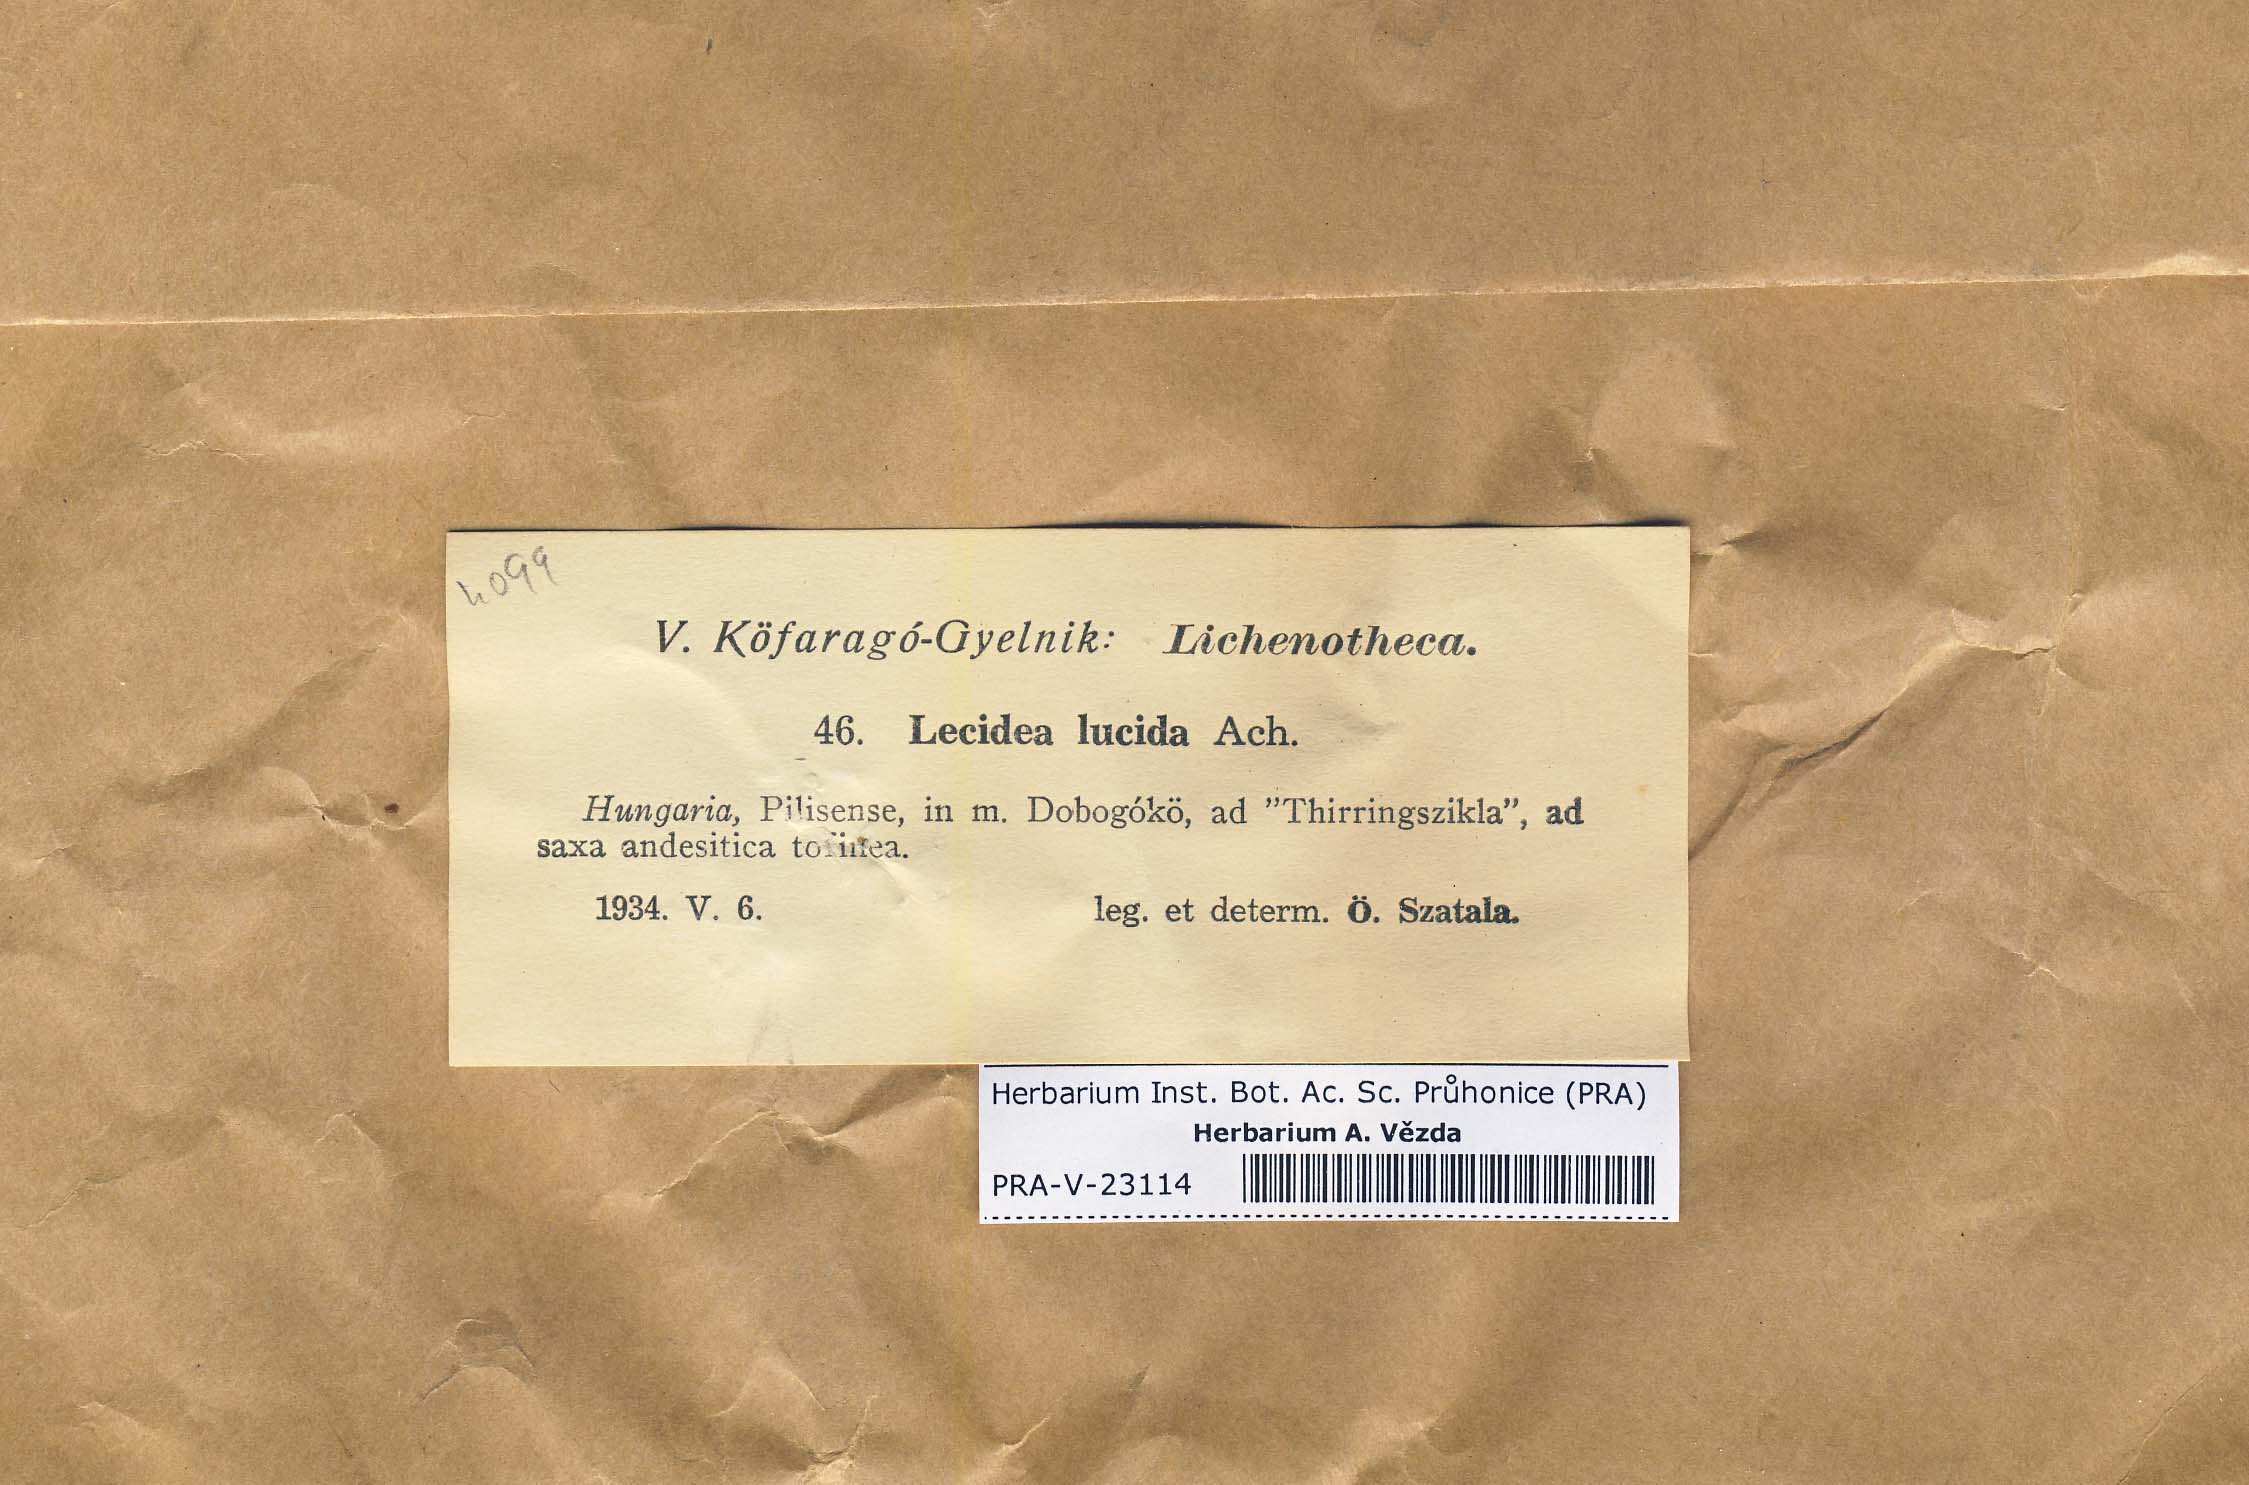 4099
V. Köfaragó-Gyelnik: Lichenotheca.
46. Lecidea lucida Ach.
Hungaria, Pilisense, in m. Dobogókö, ad "Thirringszikla", ad
saxa andesitica
1934. V. 6. leg. et determ. Ö. Szatala.
Herbarium Inst. Bot. Ac. Sc. Průhonice (PRA)
Herbarium A. Vězda
PRA-V-23114